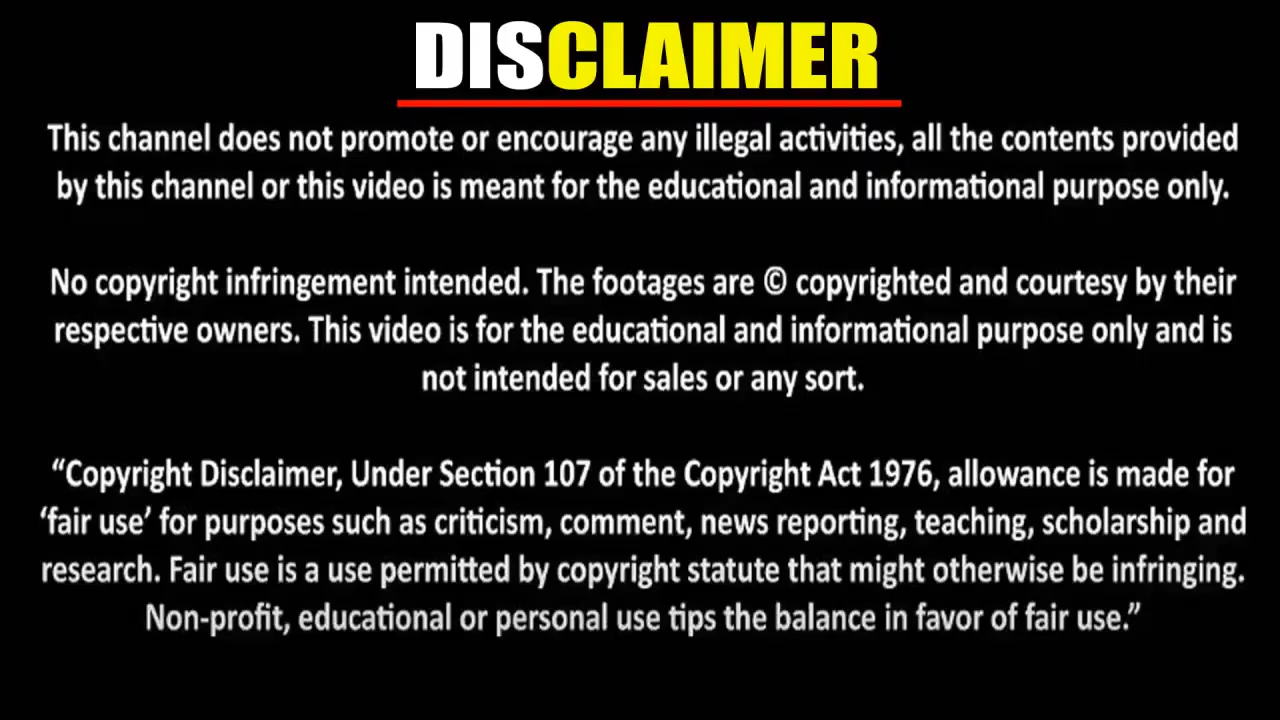 DISCLAIMER
This channel does not promote or encourage any illegal activities, all the contents provided
by this channel or this video is meant for the educational and informational purpose only.
No copyright infringement intended. The footages are © copyrighted and courtesy by their
respective owners. This video is for the educational and informational purpose only and is
not intended for sales or any sort.
“Copyright Disclaimer, Under Section 107 of the Copyright Act 1976, allowance is made for
‘fair use’ for purposes such as criticism, comment, news reporting, teaching, scholarship and
research. Fair use is a use permitted by copyright statute that might otherwise be infringing.
Non-profit, educational or personal use tips the balance in favor of fair use.”